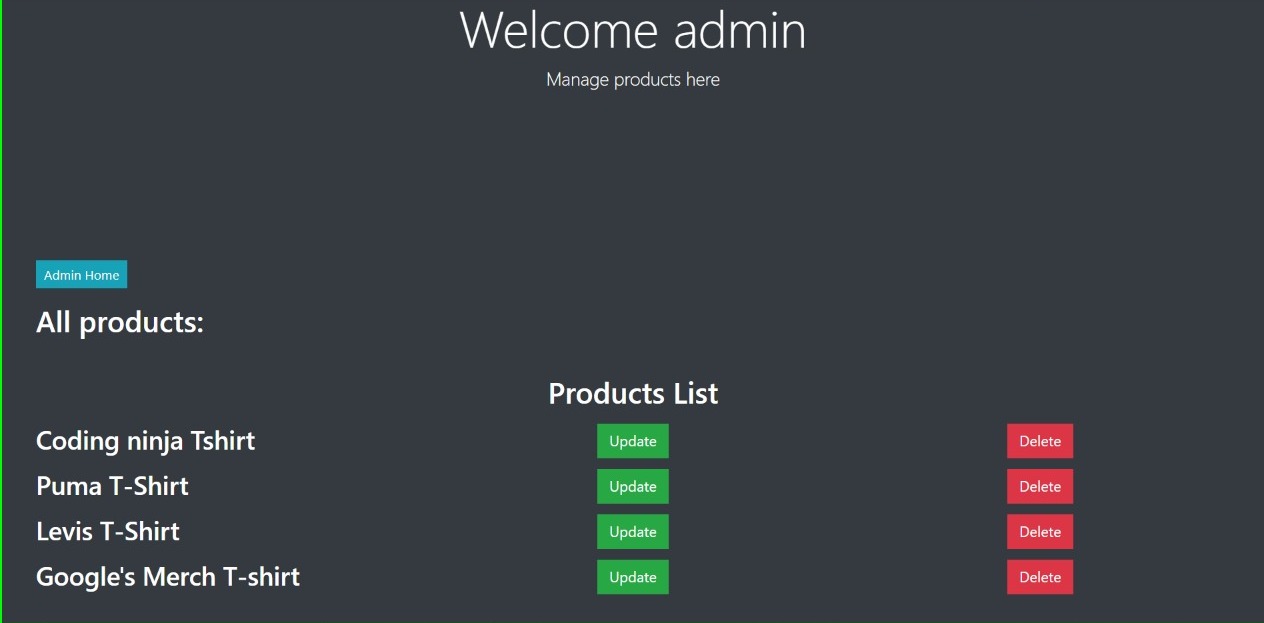 Welcome admin
Manage products here
Admin Home
All products:
Products List
Coding ninja Tshirt Update Delete
Puma T-Shirt Update Delete
Levis T-Shirt Update Delete
Google's Merch T-shirt Update Delete